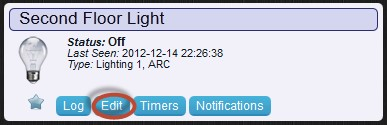 Second Floor Light
Status: Off
Last Seen: 2012-12-14 22:26:38
Type: Lighting 1, ARC
Log Edit Timers Notifications